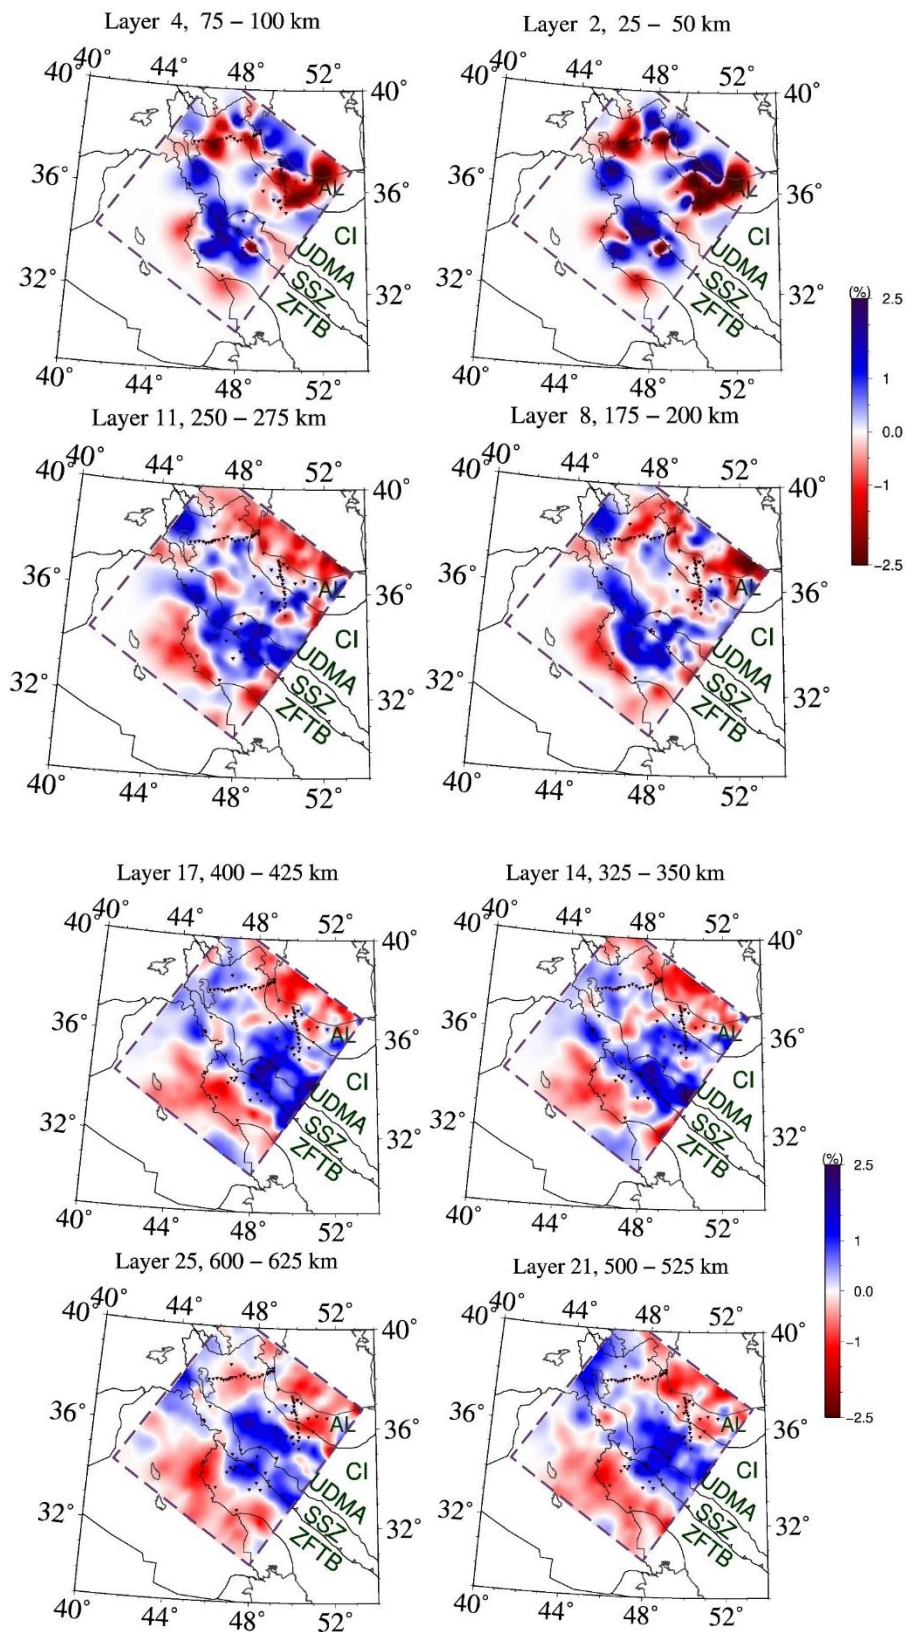 Layer 4, 75 – 100 km
Layer 2, 25 – 50 km
40° 40° 44° 48° 52° 40°
40° 40° 44° 48° 52° 40°
36° 36°
36° 36°
AL
AL
CI
CI
UDMA
UDMA
SSZ
SSZ
ZFTB
ZFTB
32° 32°
32° 32°
40° 44° 48° 52°
40° 44° 48° 52°
(%)
2.5
1
0.0
−1
−2.5
Layer 11, 250 – 275 km
Layer 8, 175 – 200 km
40° 40° 44° 48° 52° 40°
40° 40° 44° 48° 52° 40°
36° 36°
36° 36°
AL
AL
CI
CI
UDMA
UDMA
SSZ
SSZ
ZFTB
ZFTB
32° 32°
32° 32°
40° 44° 48° 52°
40° 44° 48° 52°
Layer 17, 400 – 425 km
Layer 14, 325 – 350 km
40° 40° 44° 48° 52° 40°
40° 40° 44° 48° 52° 40°
36° 36°
36° 36°
AL
AL
CI
CI
UDMA
UDMA
SSZ
SSZ
ZFTB
ZFTB
32° 32°
32° 32°
40° 44° 48° 52°
40° 44° 48° 52°
(%)
2.5
1
0.0
−1
−2.5
Layer 25, 600 – 625 km
Layer 21, 500 – 525 km
40° 40° 44° 48° 52° 40°
40° 40° 44° 48° 52° 40°
36° 36°
36° 36°
AL
AL
CI
CI
UDMA
UDMA
SSZ
SSZ
ZFTB
ZFTB
32° 32°
32° 32°
40° 44° 48° 52°
40° 44° 48° 52°